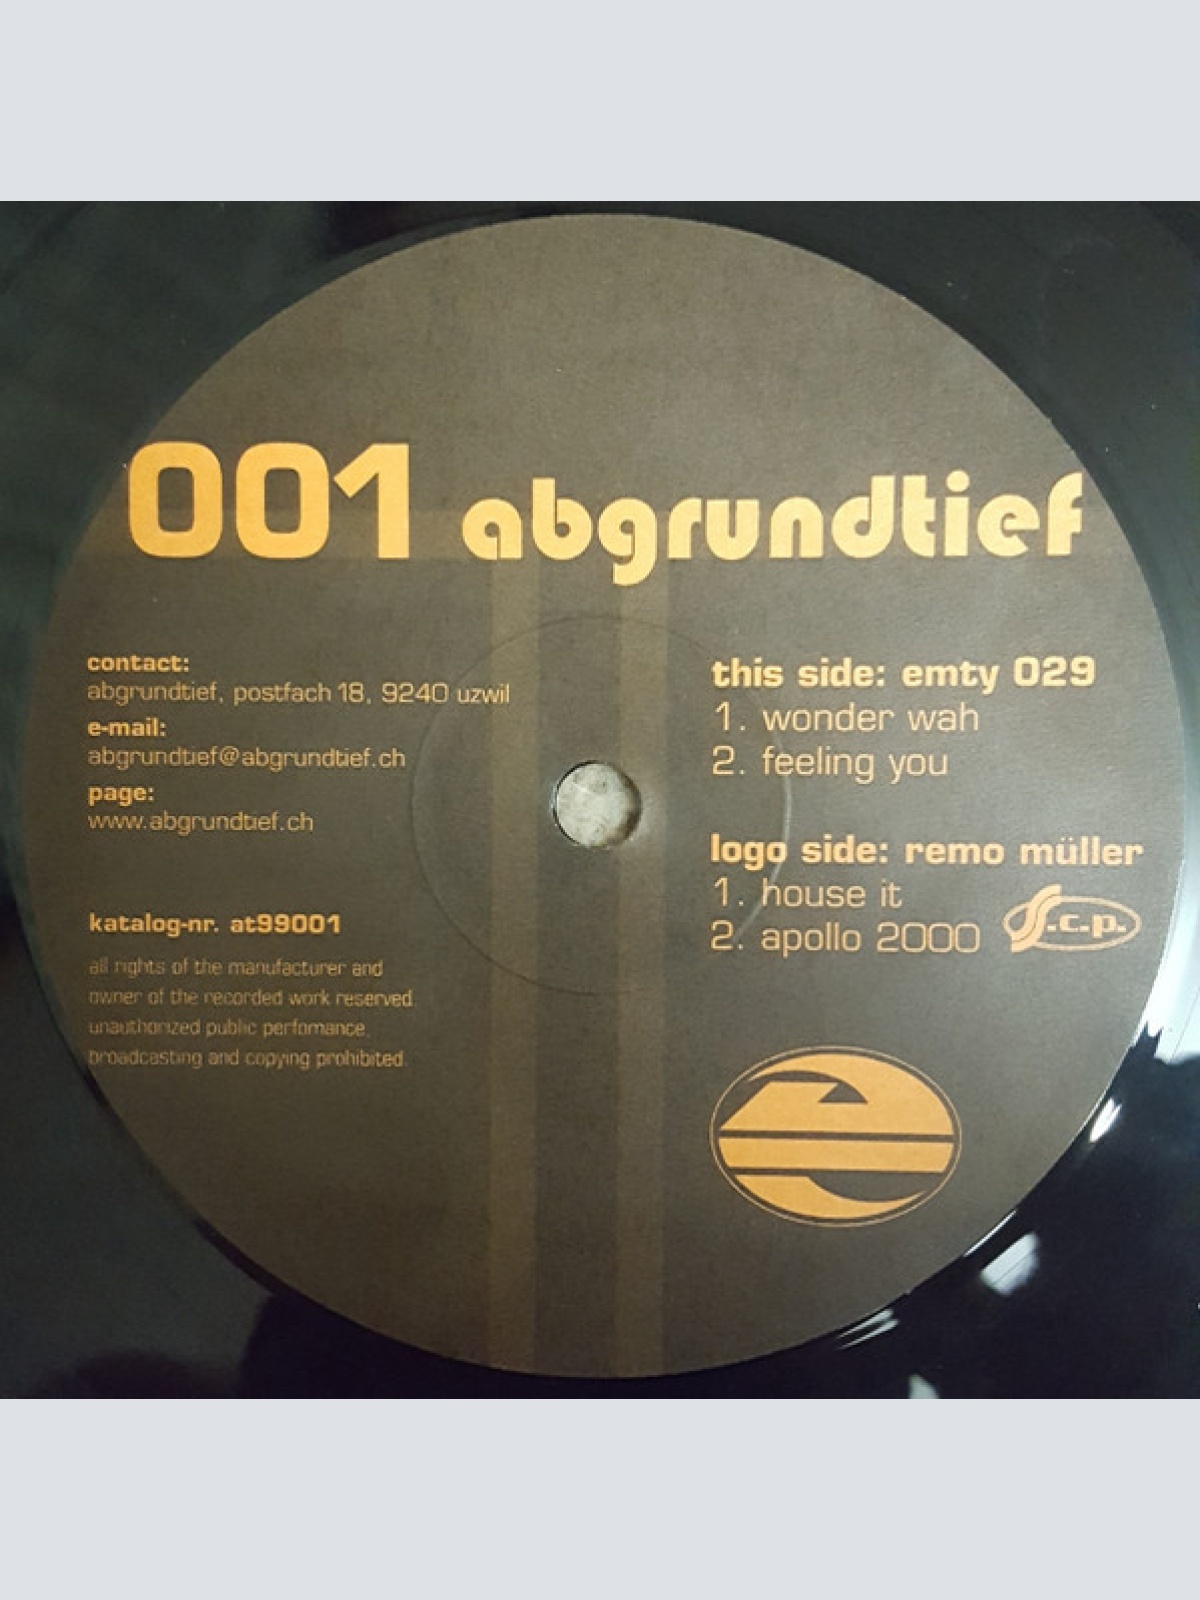 001 abgrundtief
contact:
abgrundtief, postfach 18, 9240 uzwil
e-mail:
abgrundtief@abgrundtief.ch
page:
www.abgrundtief.ch
katalog-nr. at99001
all rights of the manufacturer and
owner of the recorded work reserved.
unauthorized public perfomance,
broadcasting and copying prohibited.
this side: emty 029
1. wonder wah
2. feeling you
logo side: remo müller
1. house it
2. apollo 2000
S.c.p.